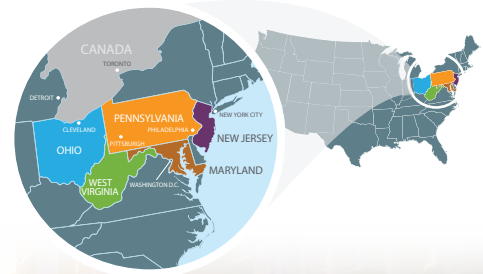 CANADA
TORONTO
DETROIT
CLEVELAND
PENNSYLVANIA
NEW YORK CITY
PHILADELPHIA
PITTSBURGH
NEW JERSEY
OHIO
MARYLAND
WEST
VIRGINIA
WASHINGTON D.C.